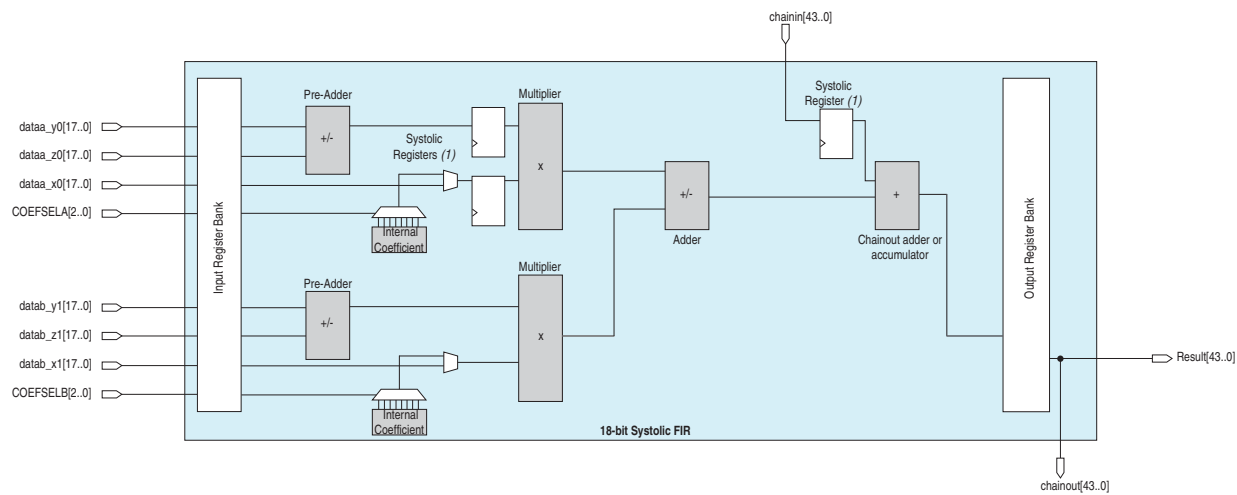 chainin[43..0]
Systolic
Register (1)
Pre-Adder
Multiplier
dataa_y0[17..0]
dataa_z0[17..0]
dataa_x0[17..0]
COEFSELA[2..0]
Input Register Bank
+/-
Systolic
Registers (1)
x
Internal
Coefficient
+/-
Adder
+
Chainout adder or
accumulator
Output Register Bank
Pre-Adder
Multiplier
datab_y1[17..0]
datab_z1[17..0]
datab_x1[17..0]
COEFSELB[2..0]
+/-
x
Internal
Coefficient
Result[43..0]
18-bit Systolic FIR
chainout[43..0]